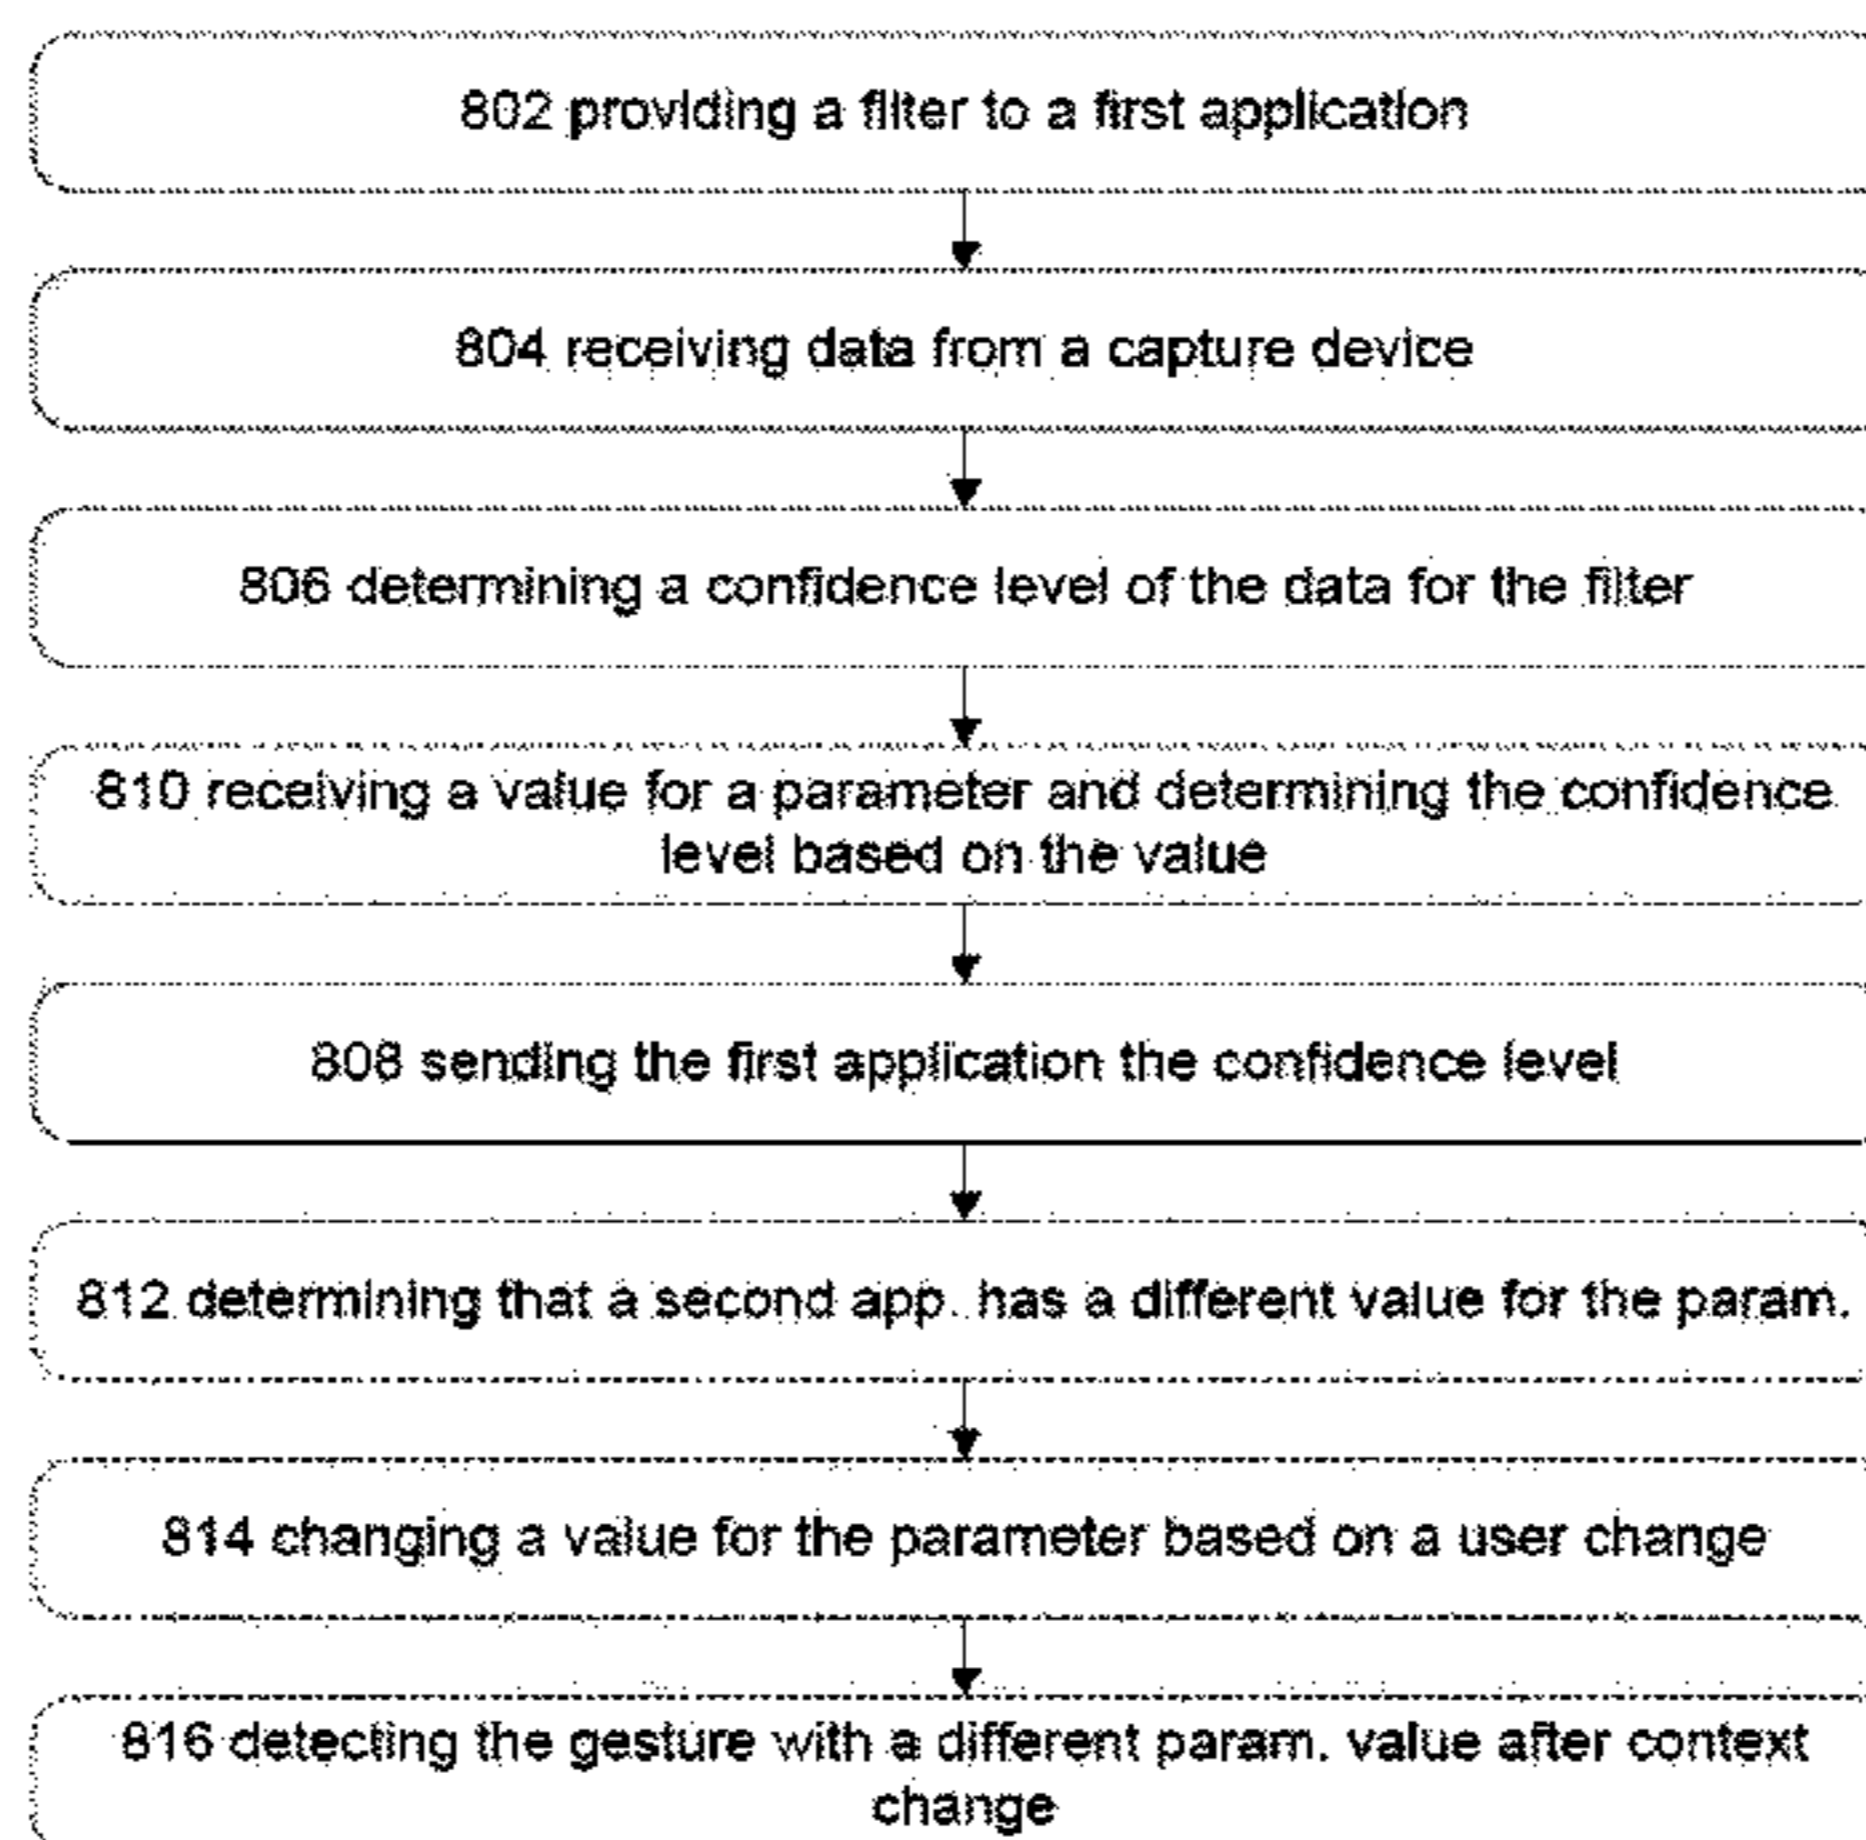 802 providing a filter to a first application
804 receiving data from a capture device
806 determining a confidence level of the data for the filter
810 receiving a value for a parameter and determining the confidence
level based on the value
808 sending the first application the confidence level
812 determining that a second app. has a different value for the param.
814 changing a value for the parameter based on a user change
816 detecting the gesture with a different param. value after context
change